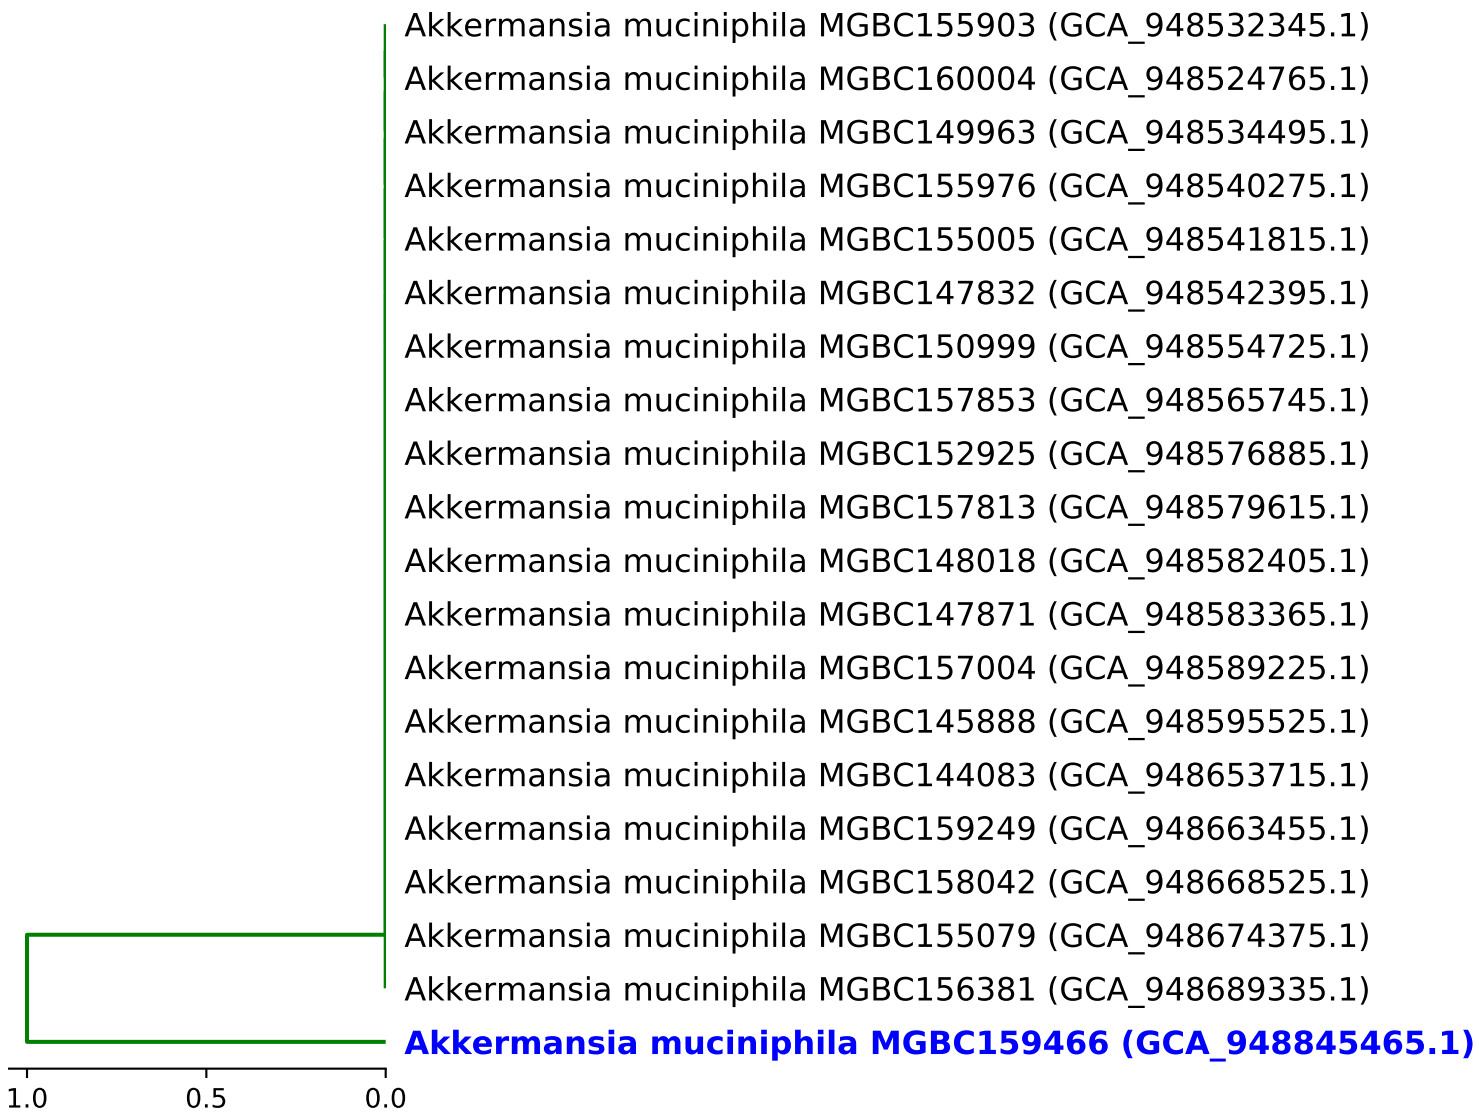 Akkermansia muciniphila MGBC155903 (GCA_948532345.1)
Akkermansia muciniphila MGBC160004 (GCA_948524765.1)
Akkermansia muciniphila MGBC149963 (GCA_948534495.1)
Akkermansia muciniphila MGBC155976 (GCA_948540275.1)
Akkermansia muciniphila MGBC155005 (GCA_948541815.1)
Akkermansia muciniphila MGBC147832 (GCA_948542395.1)
Akkermansia muciniphila MGBC150999 (GCA_948554725.1)
Akkermansia muciniphila MGBC157853 (GCA_948565745.1)
Akkermansia muciniphila MGBC152925 (GCA_948576885.1)
Akkermansia muciniphila MGBC157813 (GCA_948579615.1)
Akkermansia muciniphila MGBC148018 (GCA_948582405.1)
Akkermansia muciniphila MGBC147871 (GCA_948583365.1)
Akkermansia muciniphila MGBC157004 (GCA_948589225.1)
Akkermansia muciniphila MGBC145888 (GCA_948595525.1)
Akkermansia muciniphila MGBC144083 (GCA_948653715.1)
Akkermansia muciniphila MGBC159249 (GCA_948663455.1)
Akkermansia muciniphila MGBC158042 (GCA_948668525.1)
Akkermansia muciniphila MGBC155079 (GCA_948674375.1)
Akkermansia muciniphila MGBC156381 (GCA_948689335.1)
Akkermansia muciniphila MGBC159466 (GCA_948845465.1)
1.0 0.5 0.0